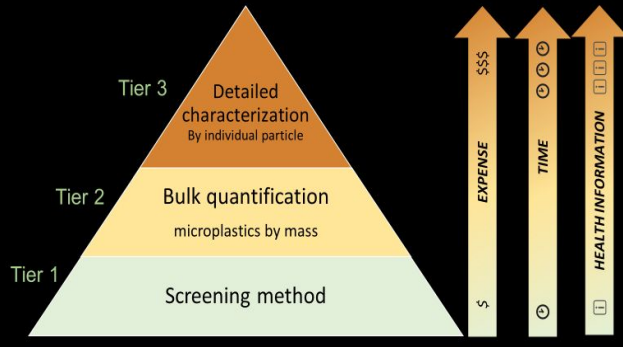 Tier 3
Detailed
characterization
By individual particle
Tier 2
Bulk quantification
microplastics by mass
Tier 1
Screening method
$$$
EXPENSE
$
TIME
HEALTH INFORMATION
i i i
i